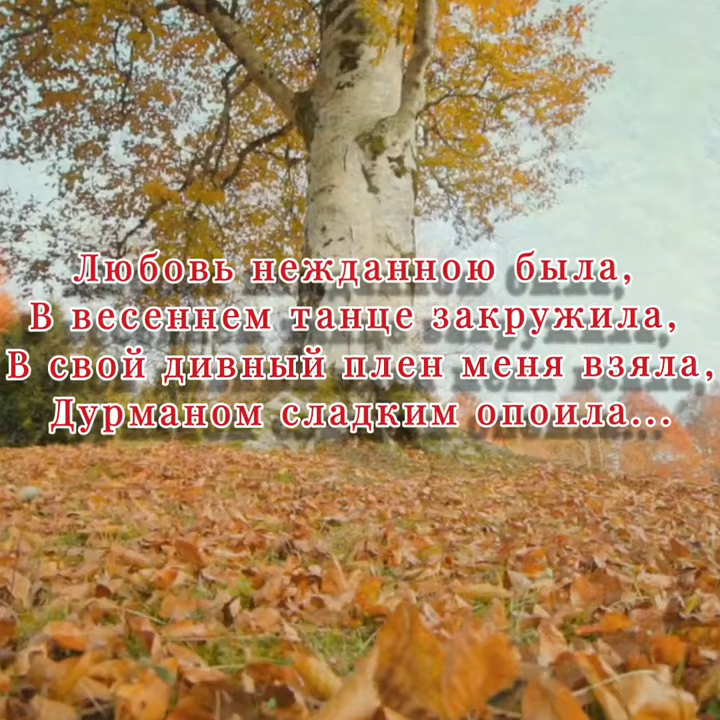 Любовь нежданною была,
В весеннем танце закружила,
В свой дивный плен меня взяла,
Дурманом сладким опоила...